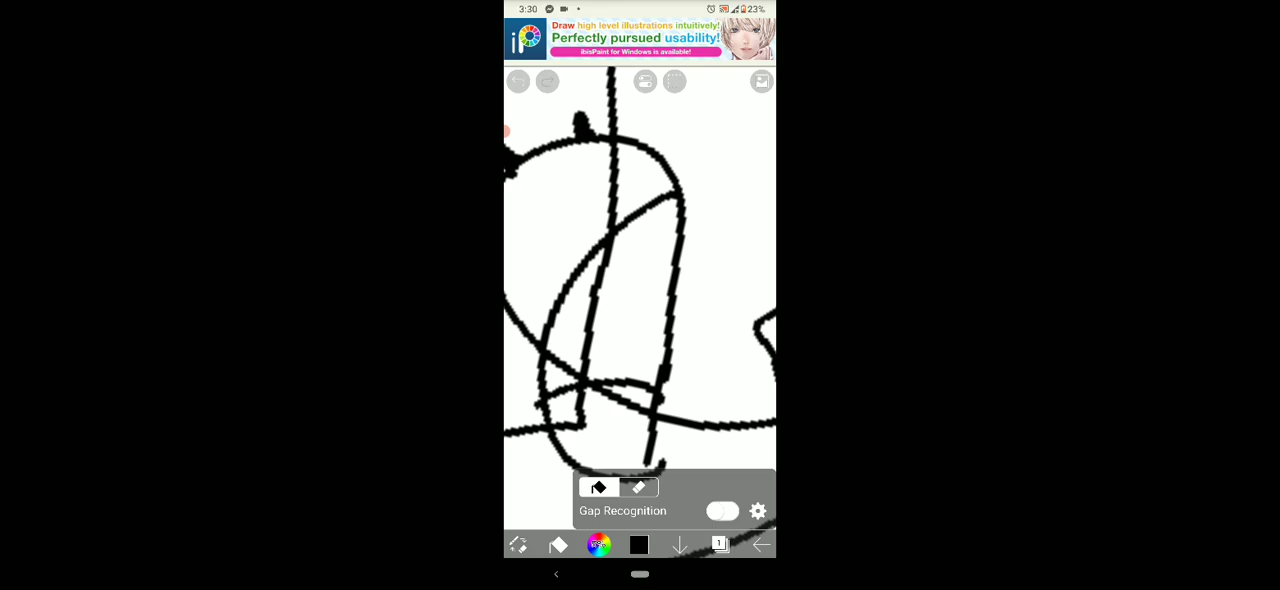 3:30
23%
Draw high level illustrations intuitively!
iP
Perfectly pursued usability!
ibisPaint for Windows is available!
Gap Recognition
1